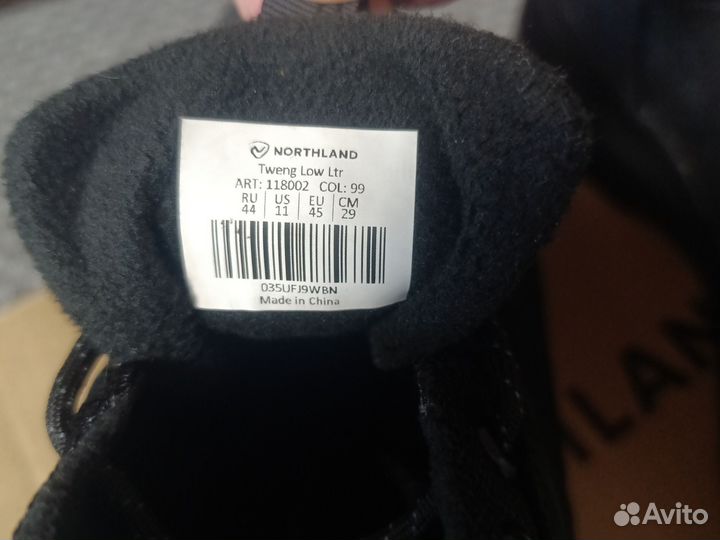 NORTHLAND
Tweng Low Ltr
ART: 118002 COL: 99
RU US EU CM
44 11 45 29
035UFJ9WBN
Made in China
HLAN
Avito